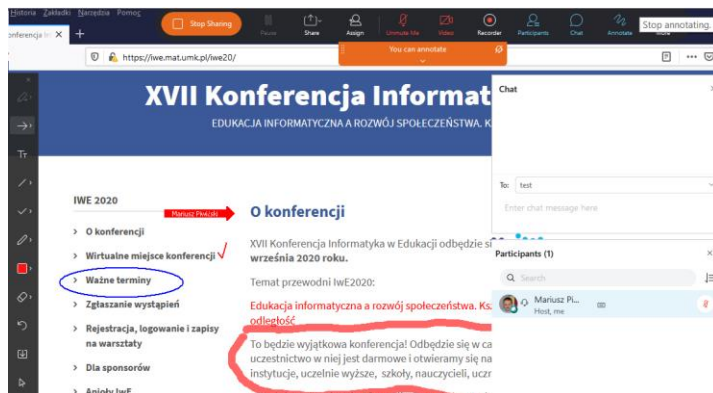 Historia Zakładki Narzędzia Pomoc
Stop Sharing
Pause
Share
Assign
Unmute Me
Video
Recorder
Participants
Chat
Annotate
Stop annotating.
You can annotate
https://iwe.mat.umk.pl/iwe20/
XVII Konferencja Informat
EDUKACJA INFORMATYCZNA A ROZWÓJ SPOŁECZEŃSTWA. K
IWE 2020
Mariusz Piwiński
O konferencji
Wirtualne miejsce konferencji
Ważne terminy
Zgłaszanie wystąpień
Rejestracja, logowanie i zapisy
na warsztaty
Dla sponsorów
Anioły IwE
O konferencji
XVII Konferencja Informatyka w Edukacji odbędzie si
września 2020 roku.
Temat przewodni IwE2020:
Edukacja informatyczna a rozwój społeczeństwa. Ks
odległość
To będzie wyjątkowa konferencja! Odbędzie się w ca
uczestnictwo w niej jest darmowe i otwieramy się na
instytucje, uczelnie wyższe, szkoły, nauczycieli, uczn
Chat
To: test
Enter chat message here
Participants (1)
Search
Mariusz Pi...
Host, me